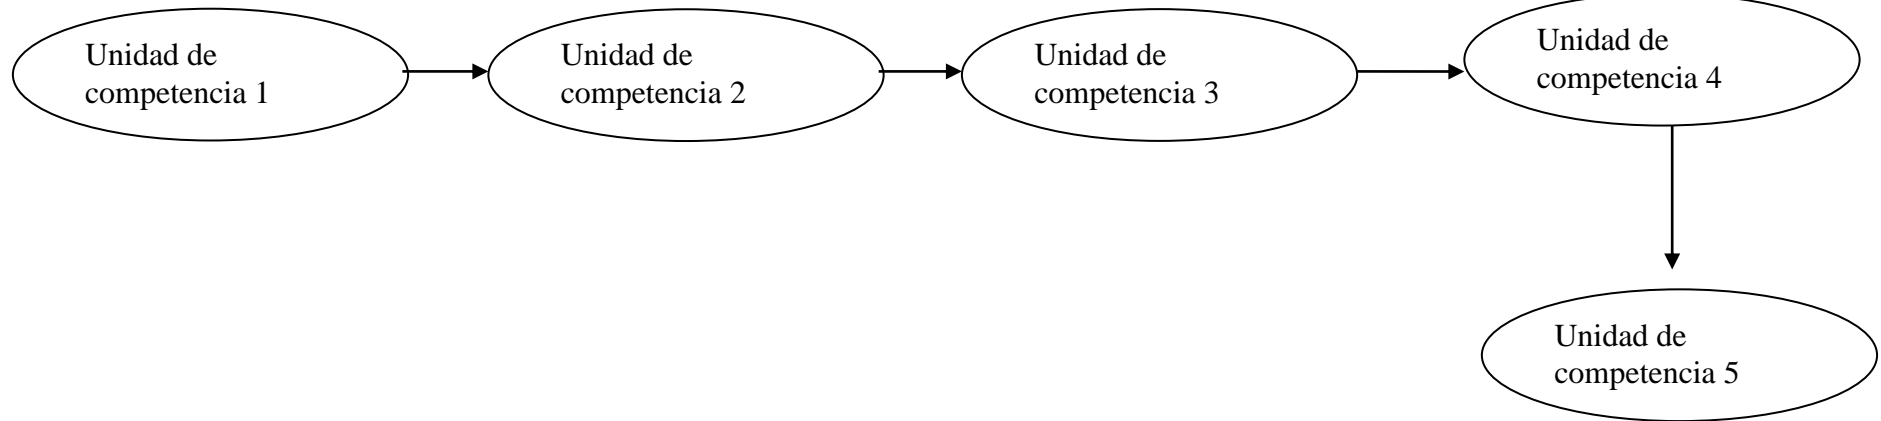 Unidad de
competencia 1
Unidad de
competencia 2
Unidad de
competencia 3
Unidad de
competencia 4
Unidad de
competencia 5